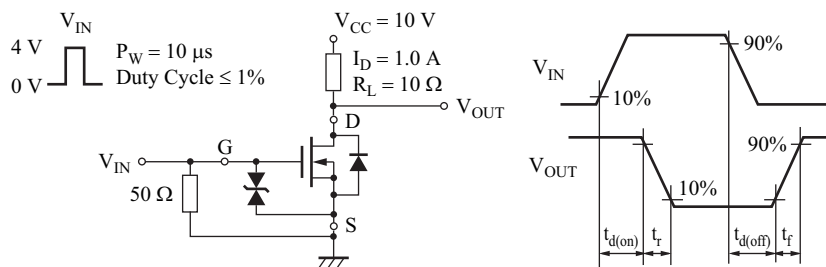 V_IN
4 V
0 V
P_W = 10 μs
Duty Cycle ≤ 1%
V_CC = 10 V
I_D = 1.0 A
R_L = 10 Ω
V_OUT
D
G
V_IN
50 Ω
S
V_IN
90%
10%
V_OUT
90%
10%
t_d(on)
t_r
t_d(off)
t_f